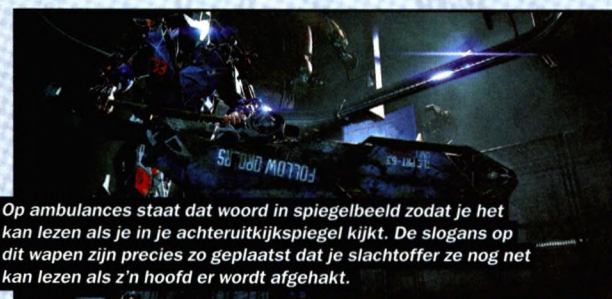 FOLLOW
PRT-63
Op ambulances staat dat woord in spiegelbeeld zodat je het
kan lezen als je in je achteruitkijkspiegel kijkt. De slogans op
dit wapen zijn precies zo geplaatst dat je slachtoffer ze nog net
kan lezen als z'n hoofd er wordt afgehakt.